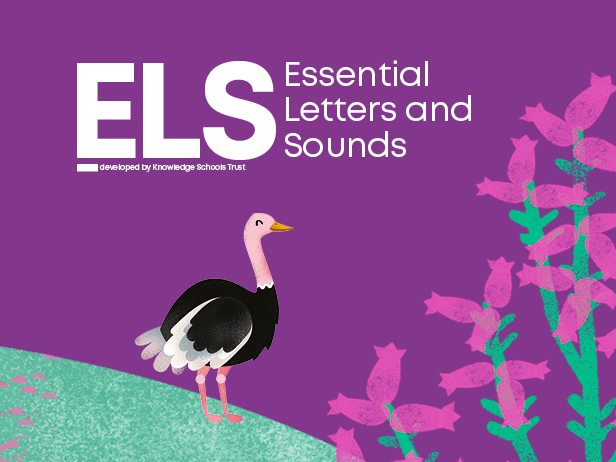 ELS
Essential
Letters and
Sounds
developed by Knowledge Schools Trust